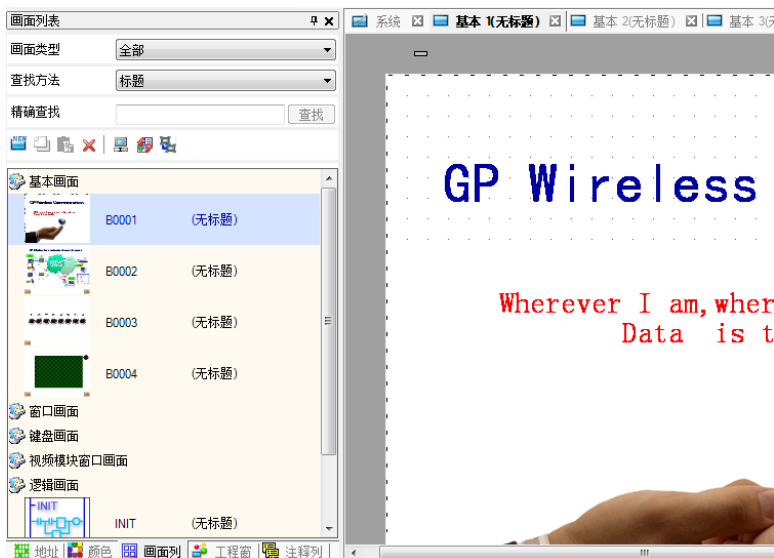 画面列表
系统
基本 1(无标题)
基本 2(无标题)
基本 3(无
画面类型
全部
查找方法
标题
精确查找
查找
NEW
基本画面
B0001
(无标题)
B0002
(无标题)
B0003
(无标题)
B0004
(无标题)
窗口画面
键盘画面
视频模块窗口画面
逻辑画面
INIT
INIT
(无标题)
地址
颜色
画面列
工程窗
注释列
GP Wireless
Wherever I am,wher
Data is t